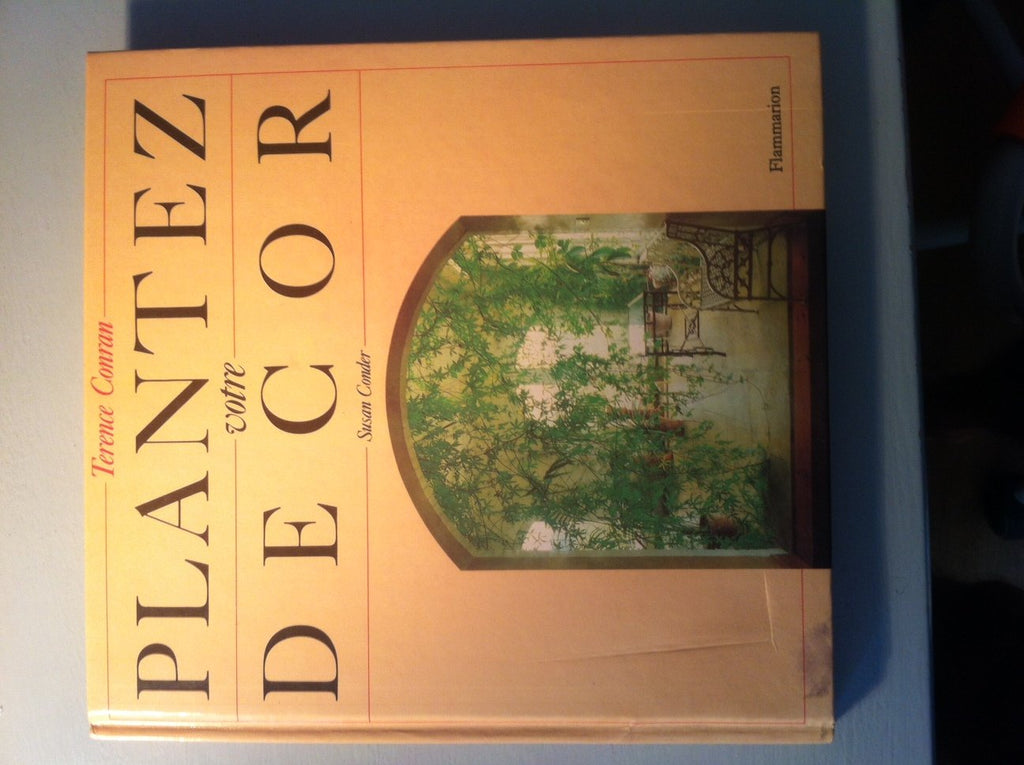 Terence Conran
PLANTEZ
votre
DECOR
Susan Conder
Flammarion